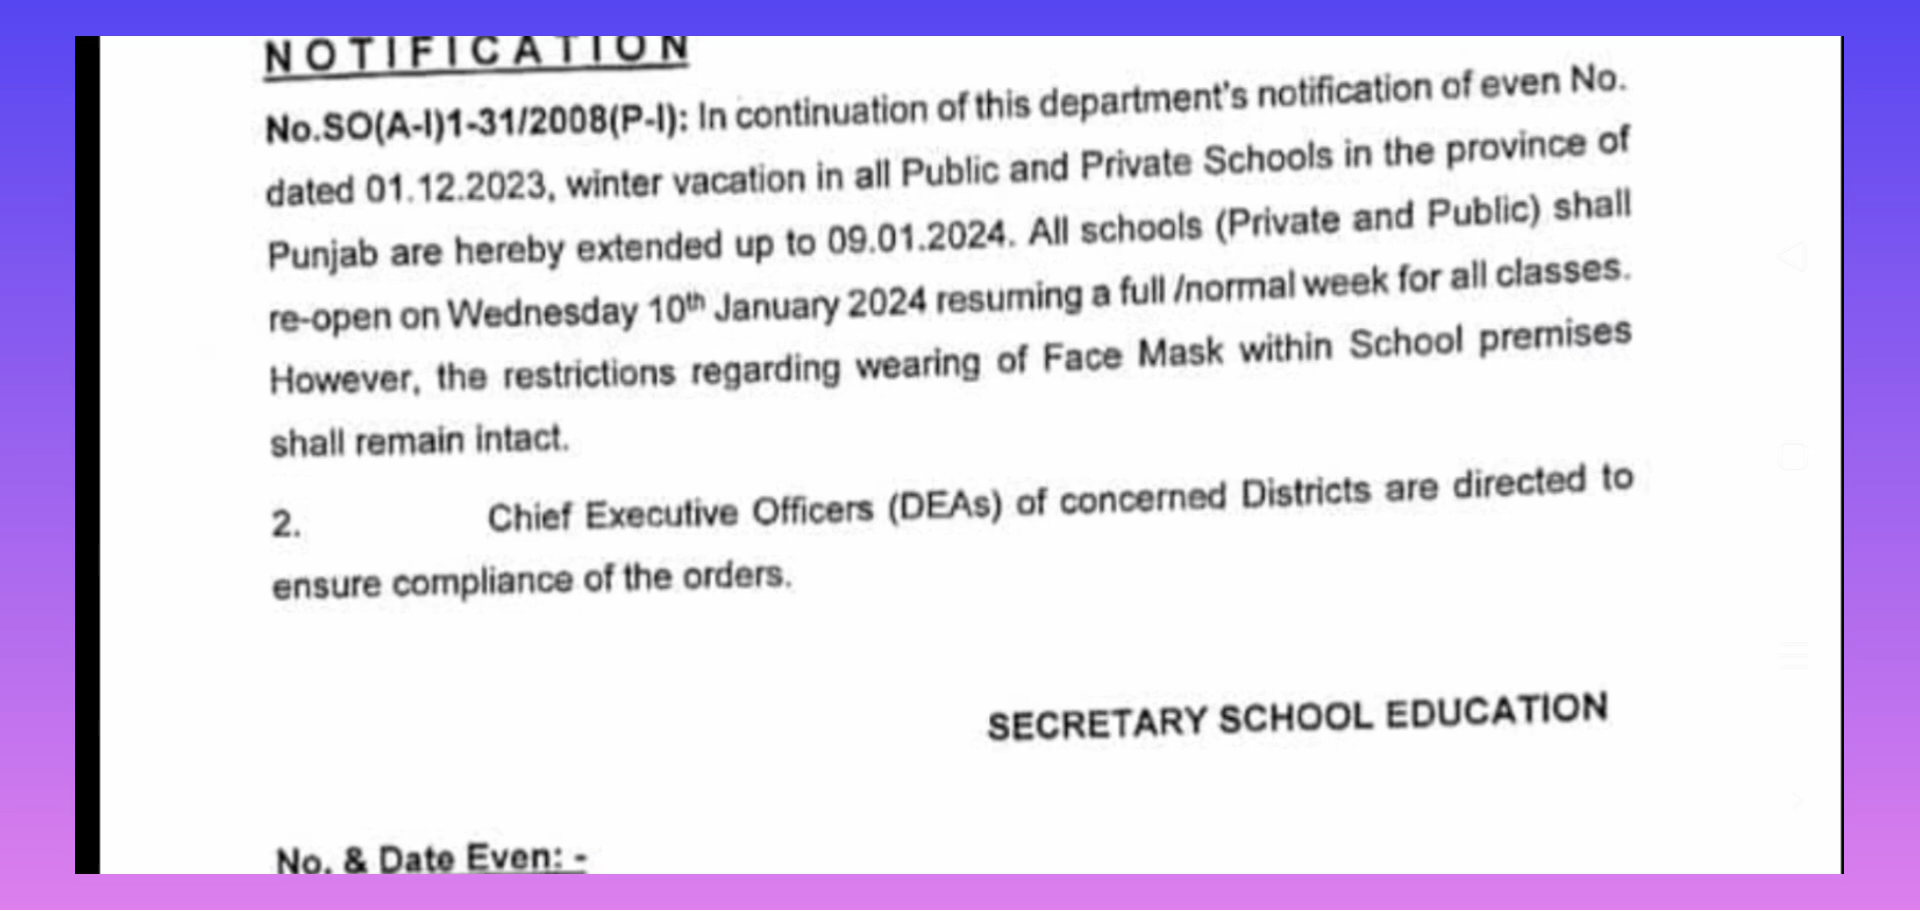 NOTIFICATION
No.SO(A-I)1-31/2008(P-I): In continuation of this department's notification of even No.
dated 01.12.2023, winter vacation in all Public and Private Schools in the province of
Punjab are hereby extended up to 09.01.2024. All schools (Private and Public) shall
re-open on Wednesday 10th January 2024 resuming a full /normal week for all classes.
However, the restrictions regarding wearing of Face Mask within School premises
shall remain intact.
2. Chief Executive Officers (DEAs) of concerned Districts are directed to
ensure compliance of the orders.
SECRETARY SCHOOL EDUCATION
No. & Date Even: -